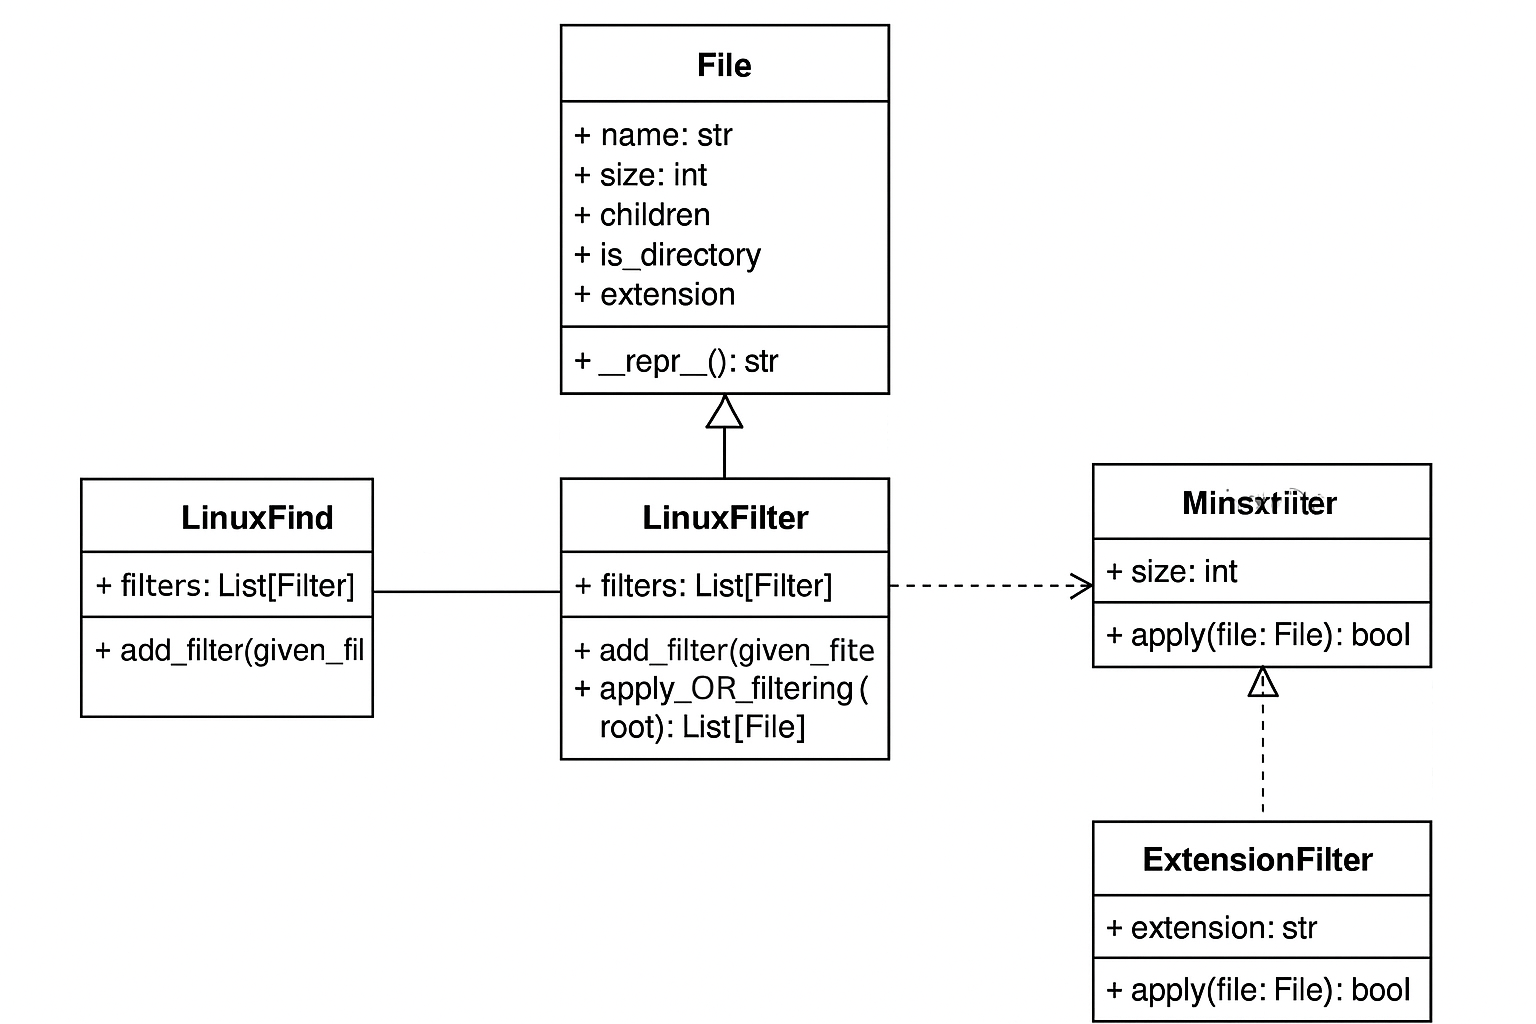 File
+ name: str
+ size: int
+ children
+ is_directory
+ extension
+ __repr__(): str
LinuxFind
+ filters: List[Filter]
+ add_filter(given_fil
LinuxFilter
+ filters: List[Filter]
+ add_filter(given_fite
+ apply_OR_filtering(
root): List[File]
+ size: int
+ apply(file: File): bool
ExtensionFilter
+ extension: str
+ apply(file: File): bool